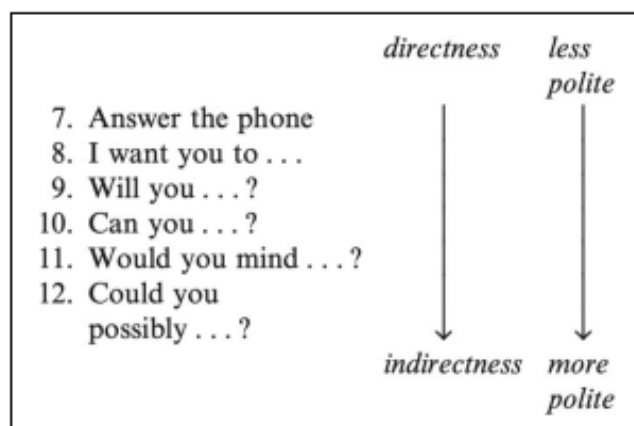 directness less
polite
7. Answer the phone
8. I want you to . . .
9. Will you . . . ?
10. Can you . . . ?
11. Would you mind . . . ?
12. Could you
possibly . . . ?
indirectness more
polite